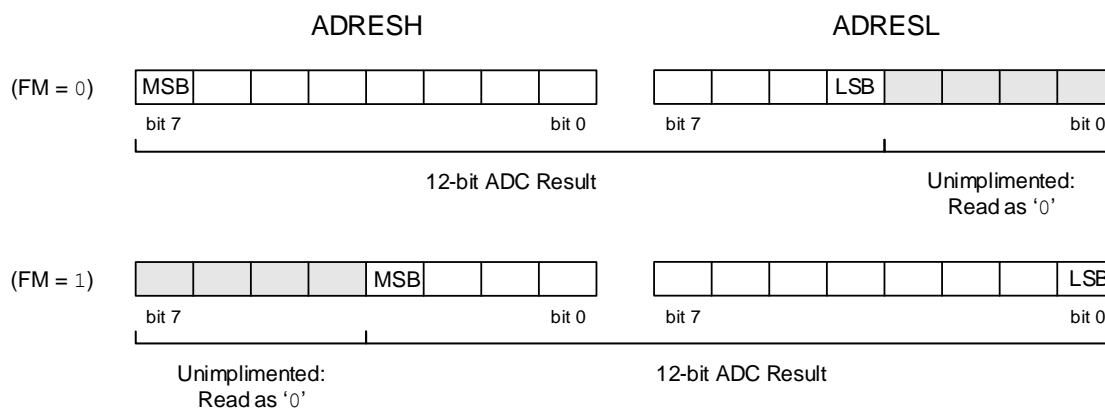 ADRESH ADRESL
(FM = 0) MSB LSB
bit 7 bit 0 bit 7 bit 0
12-bit ADC Result Unimplimented:
Read as ‘0’
(FM = 1) MSB LSB
bit 7 bit 0 bit 7 bit 0
Unimplimented: 12-bit ADC Result
Read as ‘0’